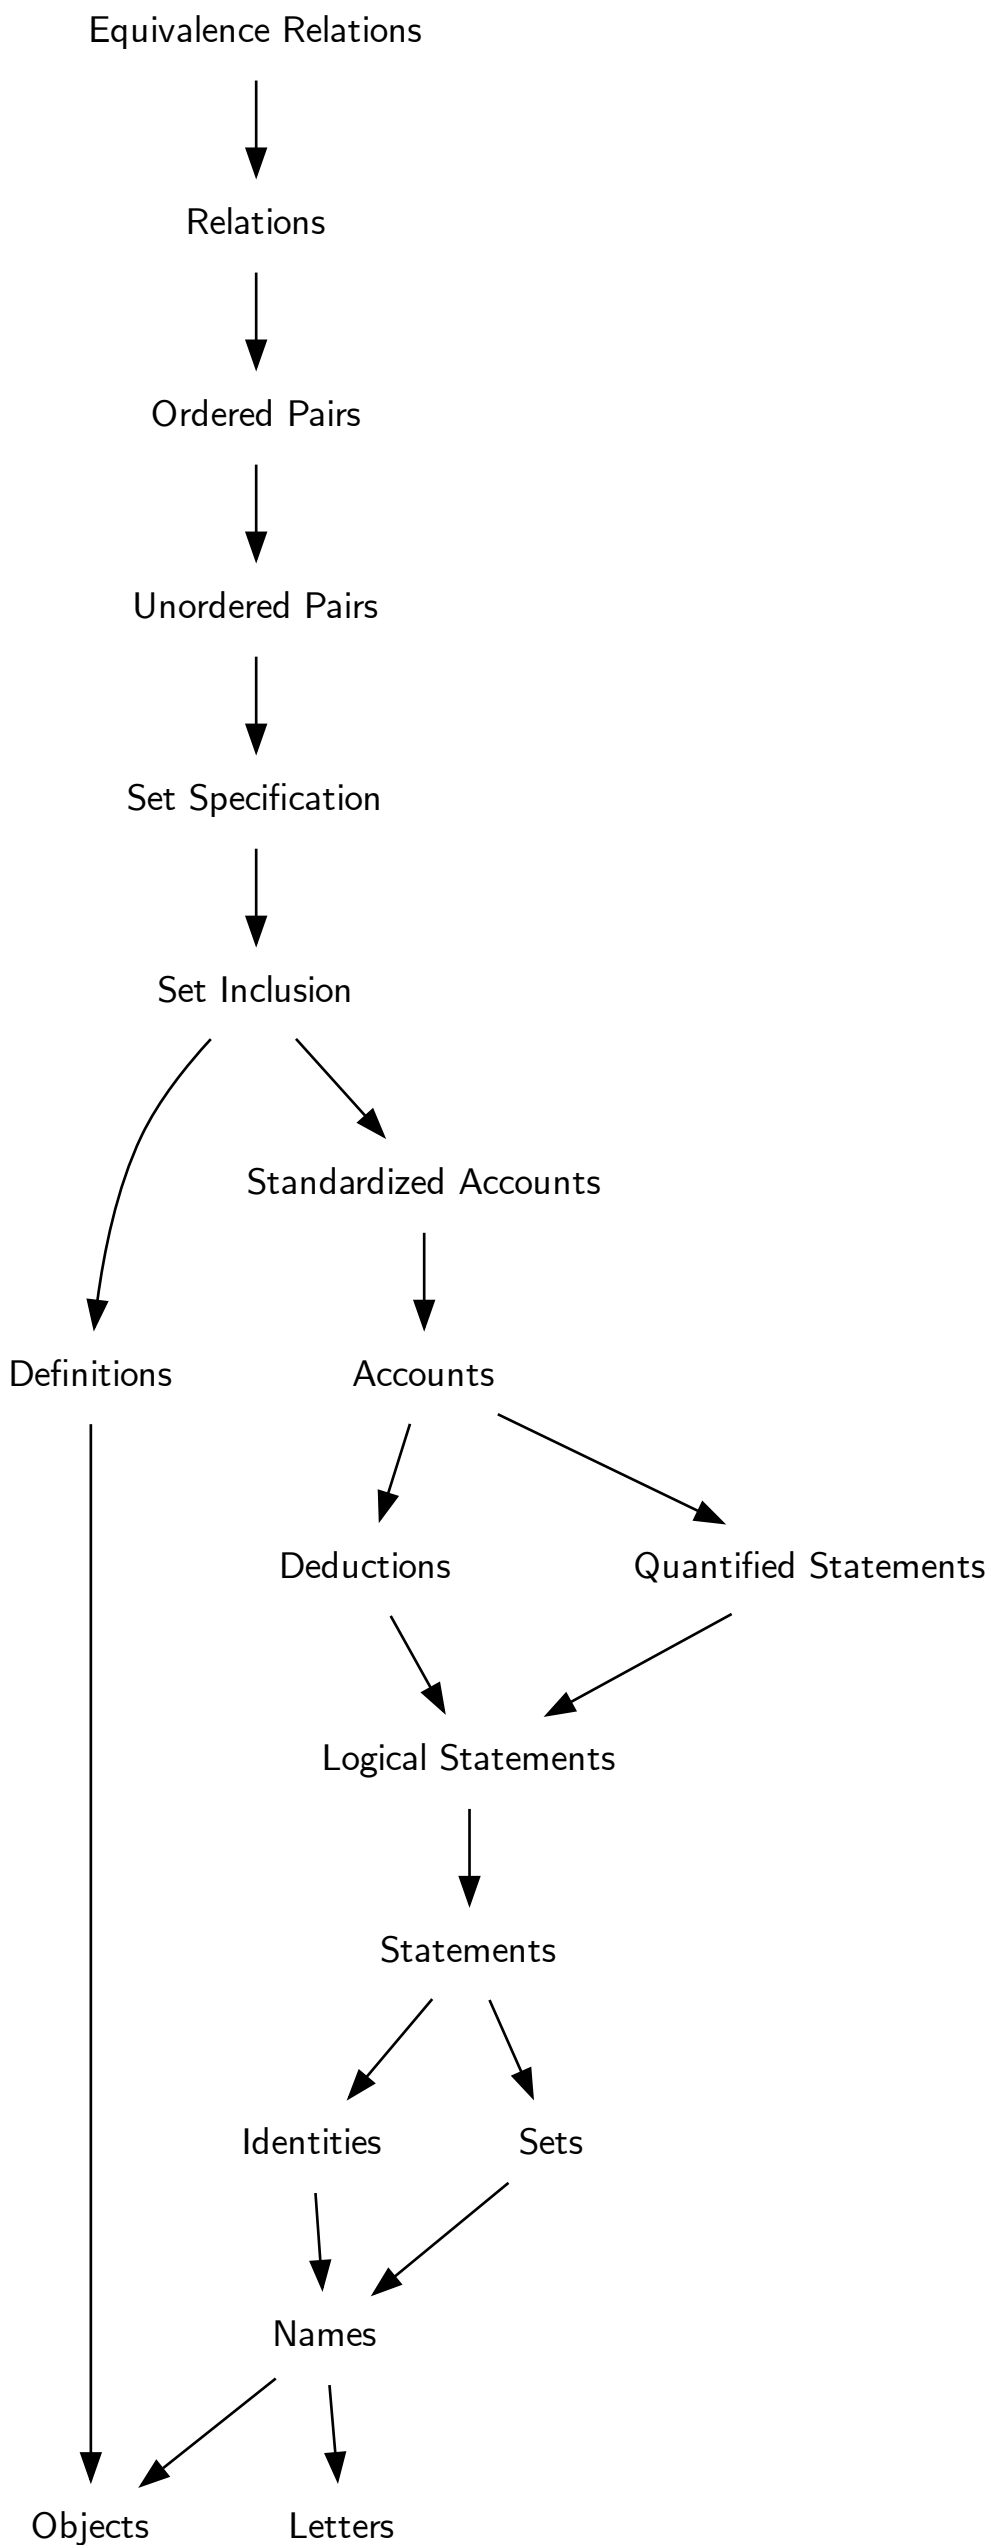 Equivalence Relations
Relations
Ordered Pairs
Unordered Pairs
Set Specification
Set Inclusion
Standardized Accounts
Definitions
Accounts
Deductions
Quantified Statements
Logical Statements
Statements
Identities
Sets
Names
Objects
Letters